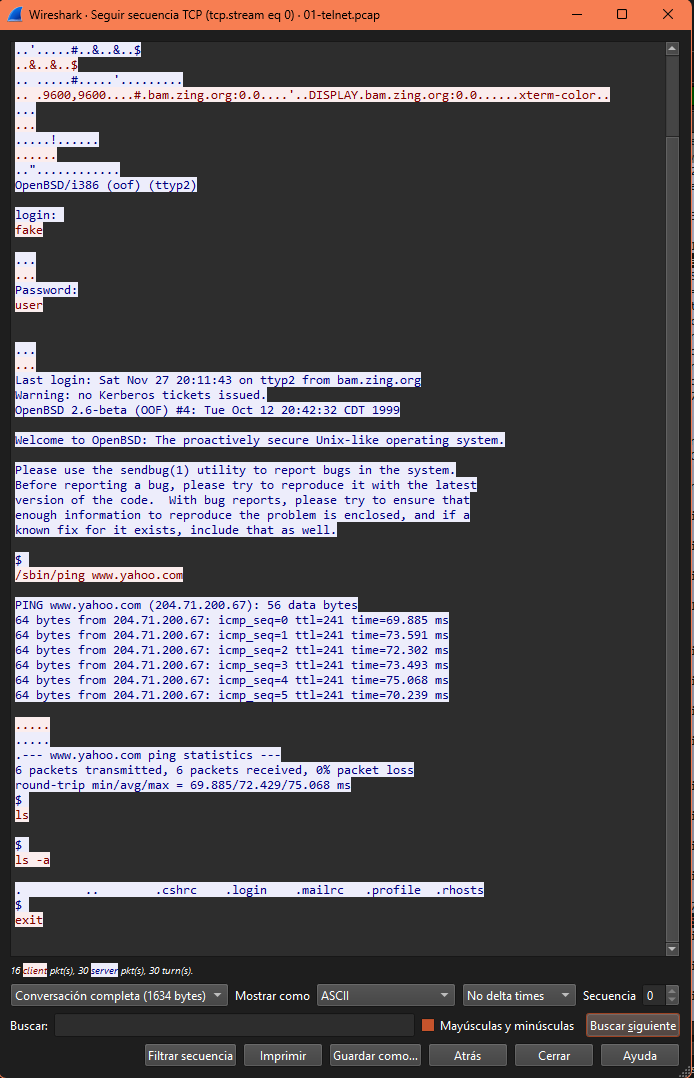 Wireshark · Seguir secuencia TCP (tcp.stream eq 0) · 01-telnet.pcap
..'.....#..&..&..$
..&..&..$
.. .....#.....'.........
.. .9600,9600....#.bam.zing.org:0.0....'..DISPLAY.bam.zing.org:0.0......xterm-color..
...
...
.....!......
......
.."............
OpenBSD/i386 (oof) (ttyp2)
login:
fake
...
...
Password:
user
...
...
Last login: Sat Nov 27 20:11:43 on ttyp2 from bam.zing.org
Warning: no Kerberos tickets issued.
OpenBSD 2.6-beta (OOF) #4: Tue Oct 12 20:42:32 CDT 1999
Welcome to OpenBSD: The proactively secure Unix-like operating system.
Please use the sendbug(1) utility to report bugs in the system.
Before reporting a bug, please try to reproduce it with the latest
version of the code.  With bug reports, please try to ensure that
enough information to reproduce the problem is enclosed, and if a
known fix for it exists, include that as well.
$
/sbin/ping www.yahoo.com
PING www.yahoo.com (204.71.200.67): 56 data bytes
64 bytes from 204.71.200.67: icmp_seq=0 ttl=241 time=69.885 ms
64 bytes from 204.71.200.67: icmp_seq=1 ttl=241 time=73.591 ms
64 bytes from 204.71.200.67: icmp_seq=2 ttl=241 time=72.302 ms
64 bytes from 204.71.200.67: icmp_seq=3 ttl=241 time=73.493 ms
64 bytes from 204.71.200.67: icmp_seq=4 ttl=241 time=75.068 ms
64 bytes from 204.71.200.67: icmp_seq=5 ttl=241 time=70.239 ms
.....
.....
.--- www.yahoo.com ping statistics ---
6 packets transmitted, 6 packets received, 0% packet loss
round-trip min/avg/max = 69.885/72.429/75.068 ms
$
ls
$
ls -a
.         ..        .cshrc    .login    .mailrc   .profile  .rhosts
$
exit
16 client pkt(s), 30 server pkt(s), 30 turn(s).
Conversación completa (1634 bytes) Mostrar como ASCII No delta times Secuencia 0
Buscar: Mayúsculas y minúsculas Buscar siguiente
Filtrar secuencia Imprimir Guardar como... Atrás Cerrar Ayuda